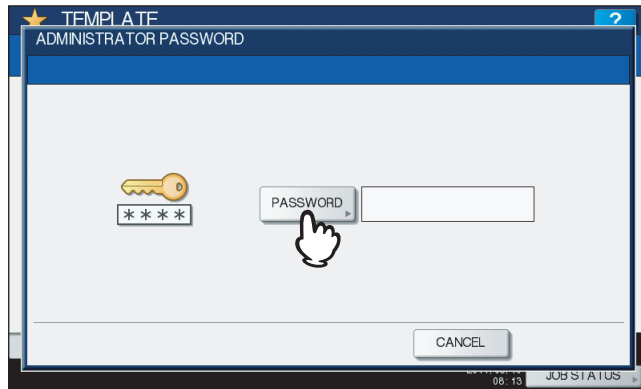 TEMPLATE
?
ADMINISTRATOR PASSWORD
****
PASSWORD
CANCEL
08:13
JOB STATUS